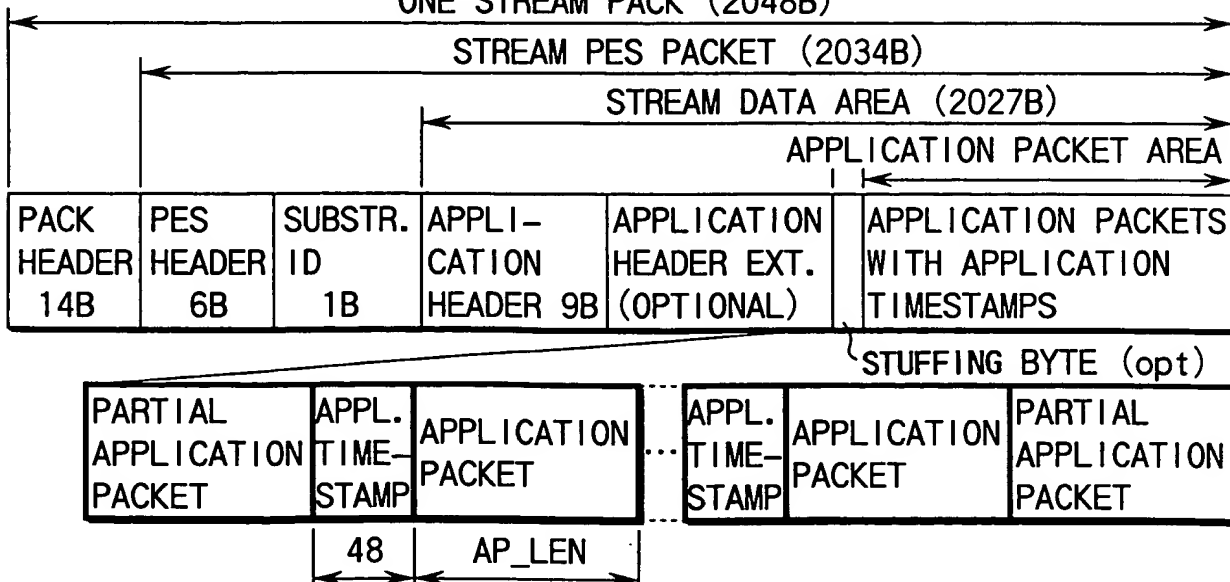 ONE STREAM PACK (2048B)
STREAM PES PACKET (2034B)
STREAM DATA AREA (2027B)
APPLICATION PACKET AREA
PACK
HEADER
14B
PES
HEADER
6B
SUBSTR.
ID
1B
APPLI-
CATION
HEADER 9B
APPLICATION
HEADER EXT.
(OPTIONAL)
APPLICATION PACKETS
WITH APPLICATION
TIMESTAMPS
STUFFING BYTE (opt)
PARTIAL
APPLICATION
PACKET
APPL.
TIME-
STAMP
APPLICATION
PACKET
...
APPL.
TIME-
STAMP
APPLICATION
PACKET
PARTIAL
APPLICATION
PACKET
48
AP_LEN